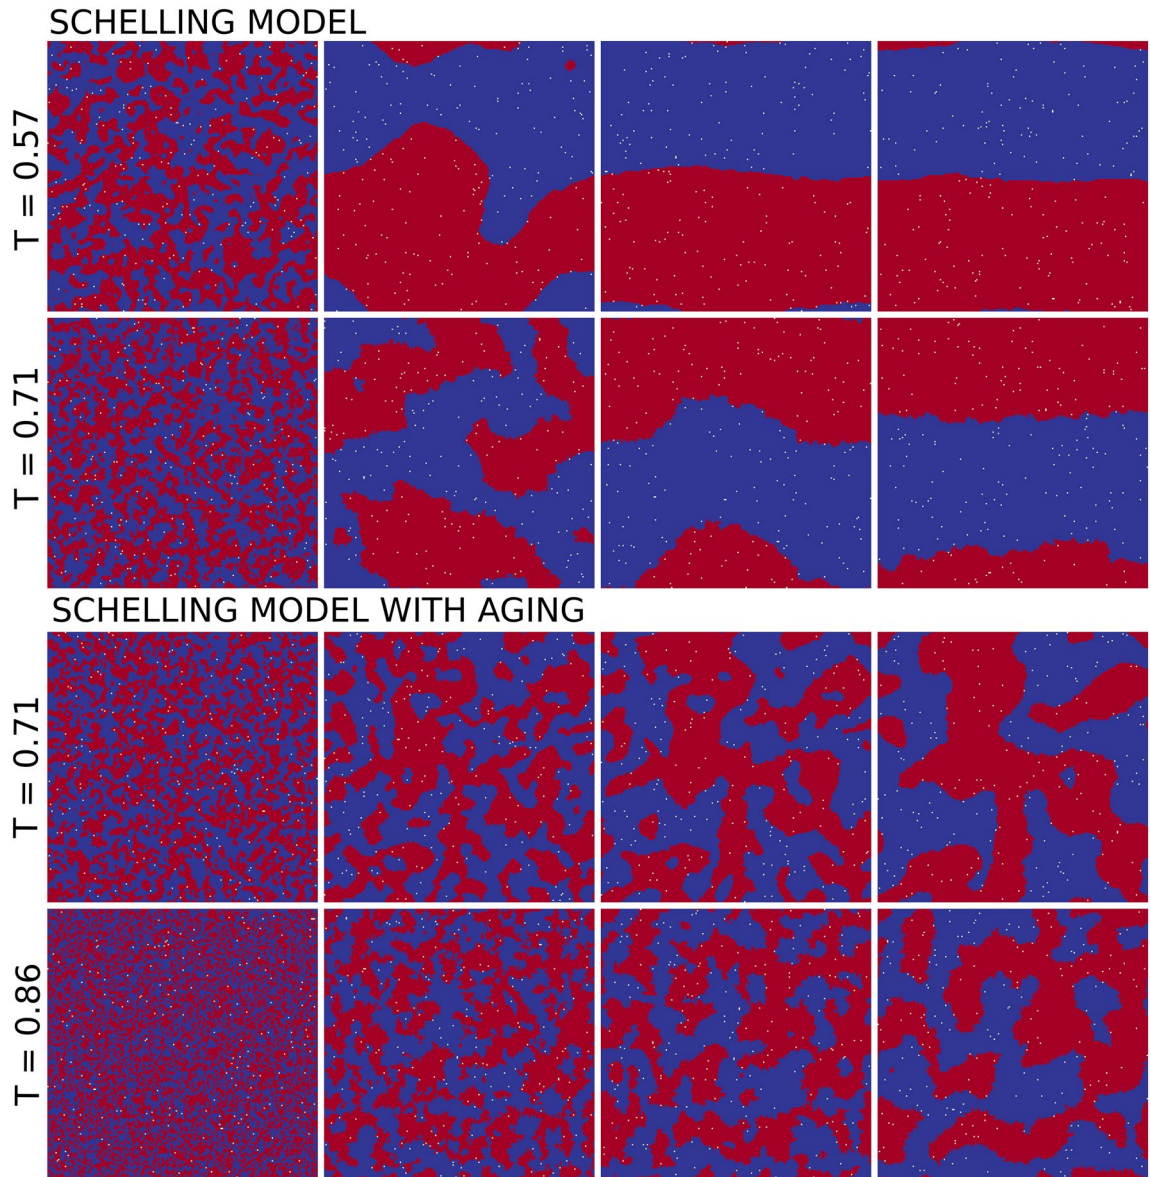 SCHELLING MODEL
T = 0.57
T = 0.71
SCHELLING MODEL WITH AGING
T = 0.71
T = 0.86